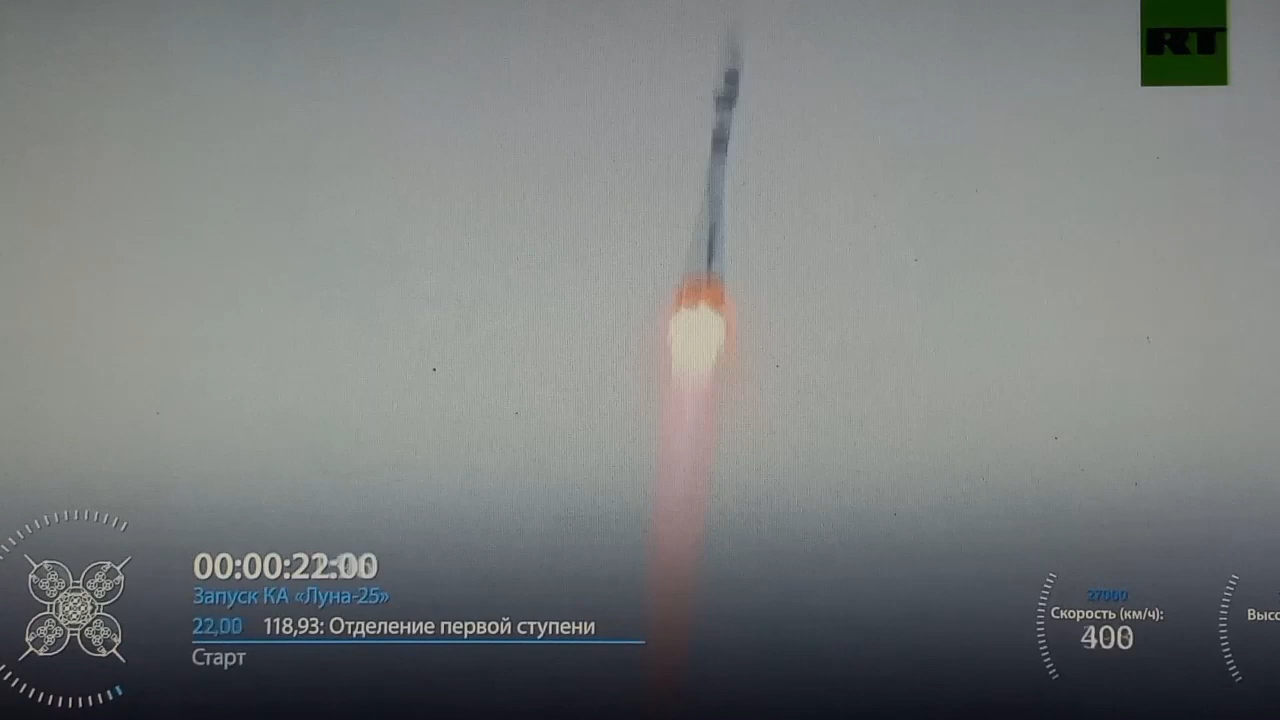 RT
00:00:22:00
Запуск КА «Луна-25»
22,00 118,93: Отделение первой ступени
Старт
27000
Скорость (км/ч):
400
Высо